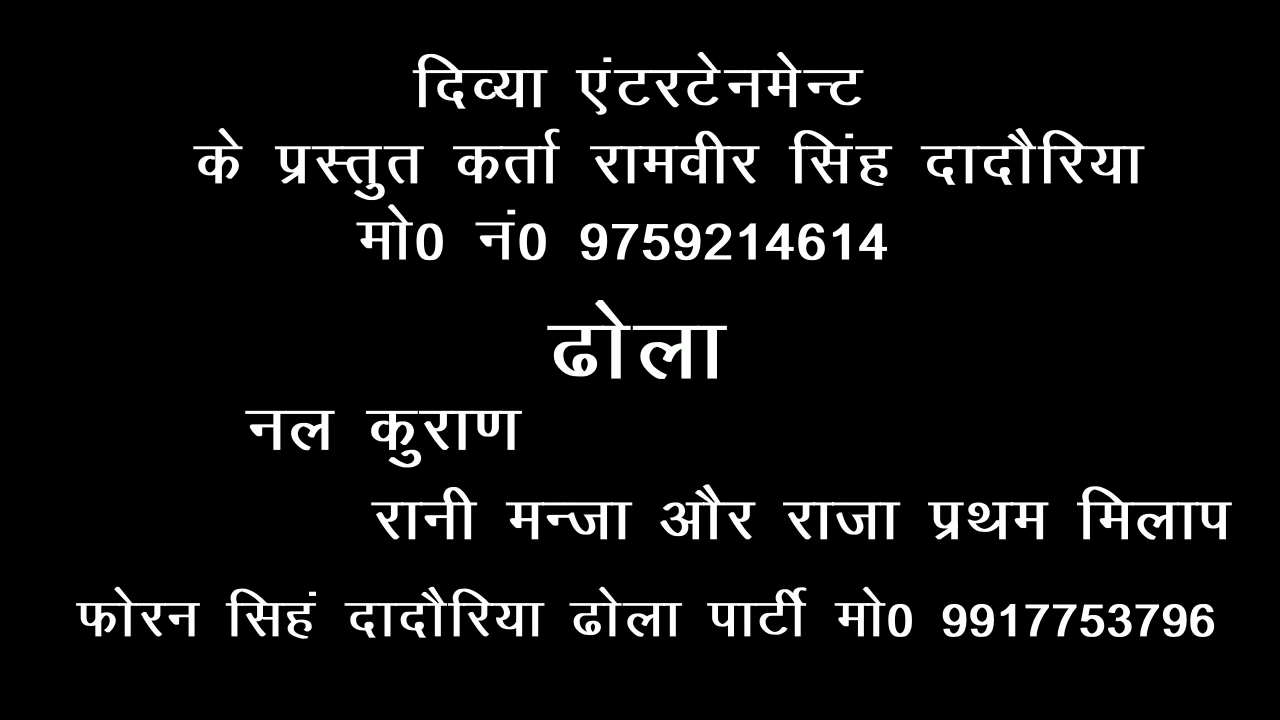 दिव्या एंटरटेनमेन्ट
के प्रस्तुत कर्ता रामवीर सिंह दादौरिया
मो0 नं0 9759214614
ढोला
नल कुराण
रानी मन्जा और राजा प्रथम मिलाप
फोरन सिहं दादौरिया ढोला पार्टी मो0 9917753796